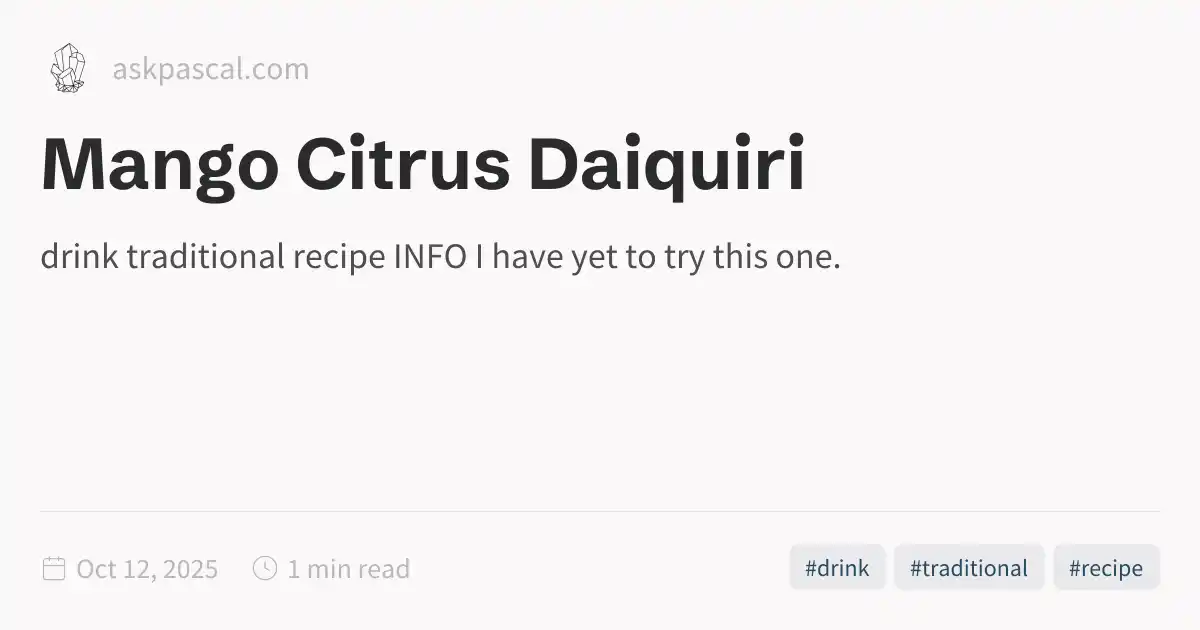 askpascal.com
Mango Citrus Daiquiri
drink traditional recipe INFO I have yet to try this one.
Oct 12, 2025 1 min read #drink #traditional #recipe